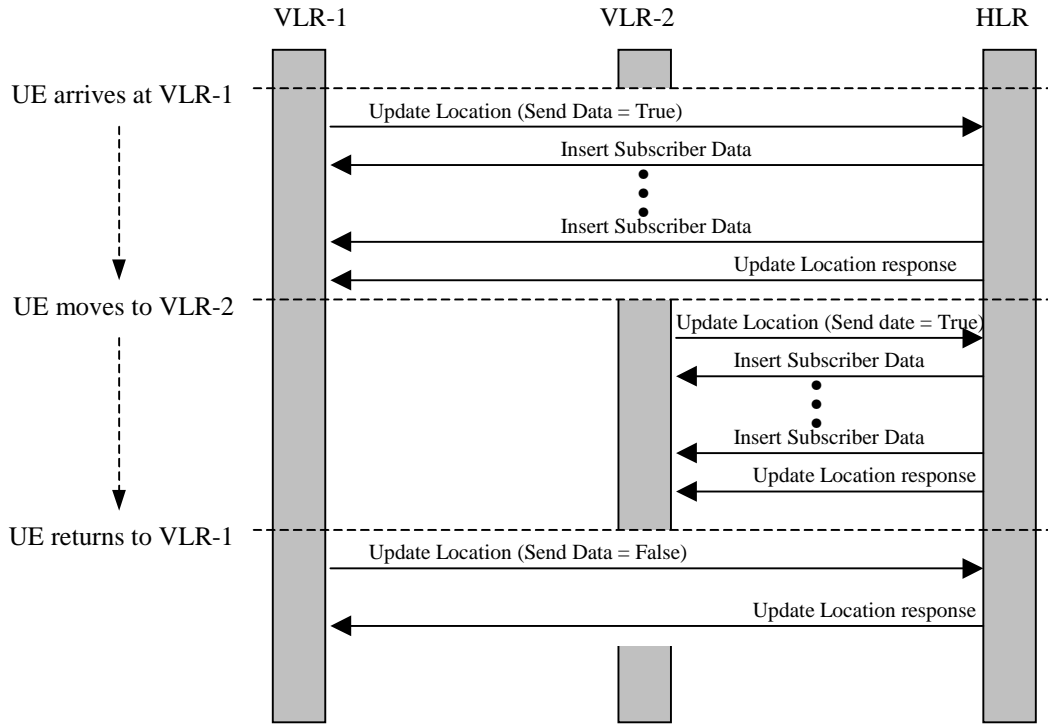 VLR-1
VLR-2
HLR
UE arrives at VLR-1
Update Location (Send Data = True)
Insert Subscriber Data
Insert Subscriber Data
Update Location response
UE moves to VLR-2
Update Location (Send date = True)
Insert Subscriber Data
Insert Subscriber Data
Update Location response
UE returns to VLR-1
Update Location (Send Data = False)
Update Location response